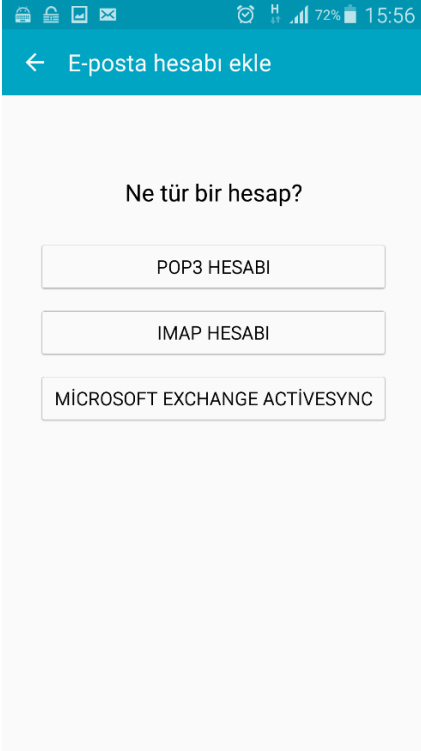 H 72% 15:56
E-posta hesabı ekle
Ne tür bir hesap?
POP3 HESABI
IMAP HESABI
MİCROSOFT EXCHANGE ACTİVESYNC